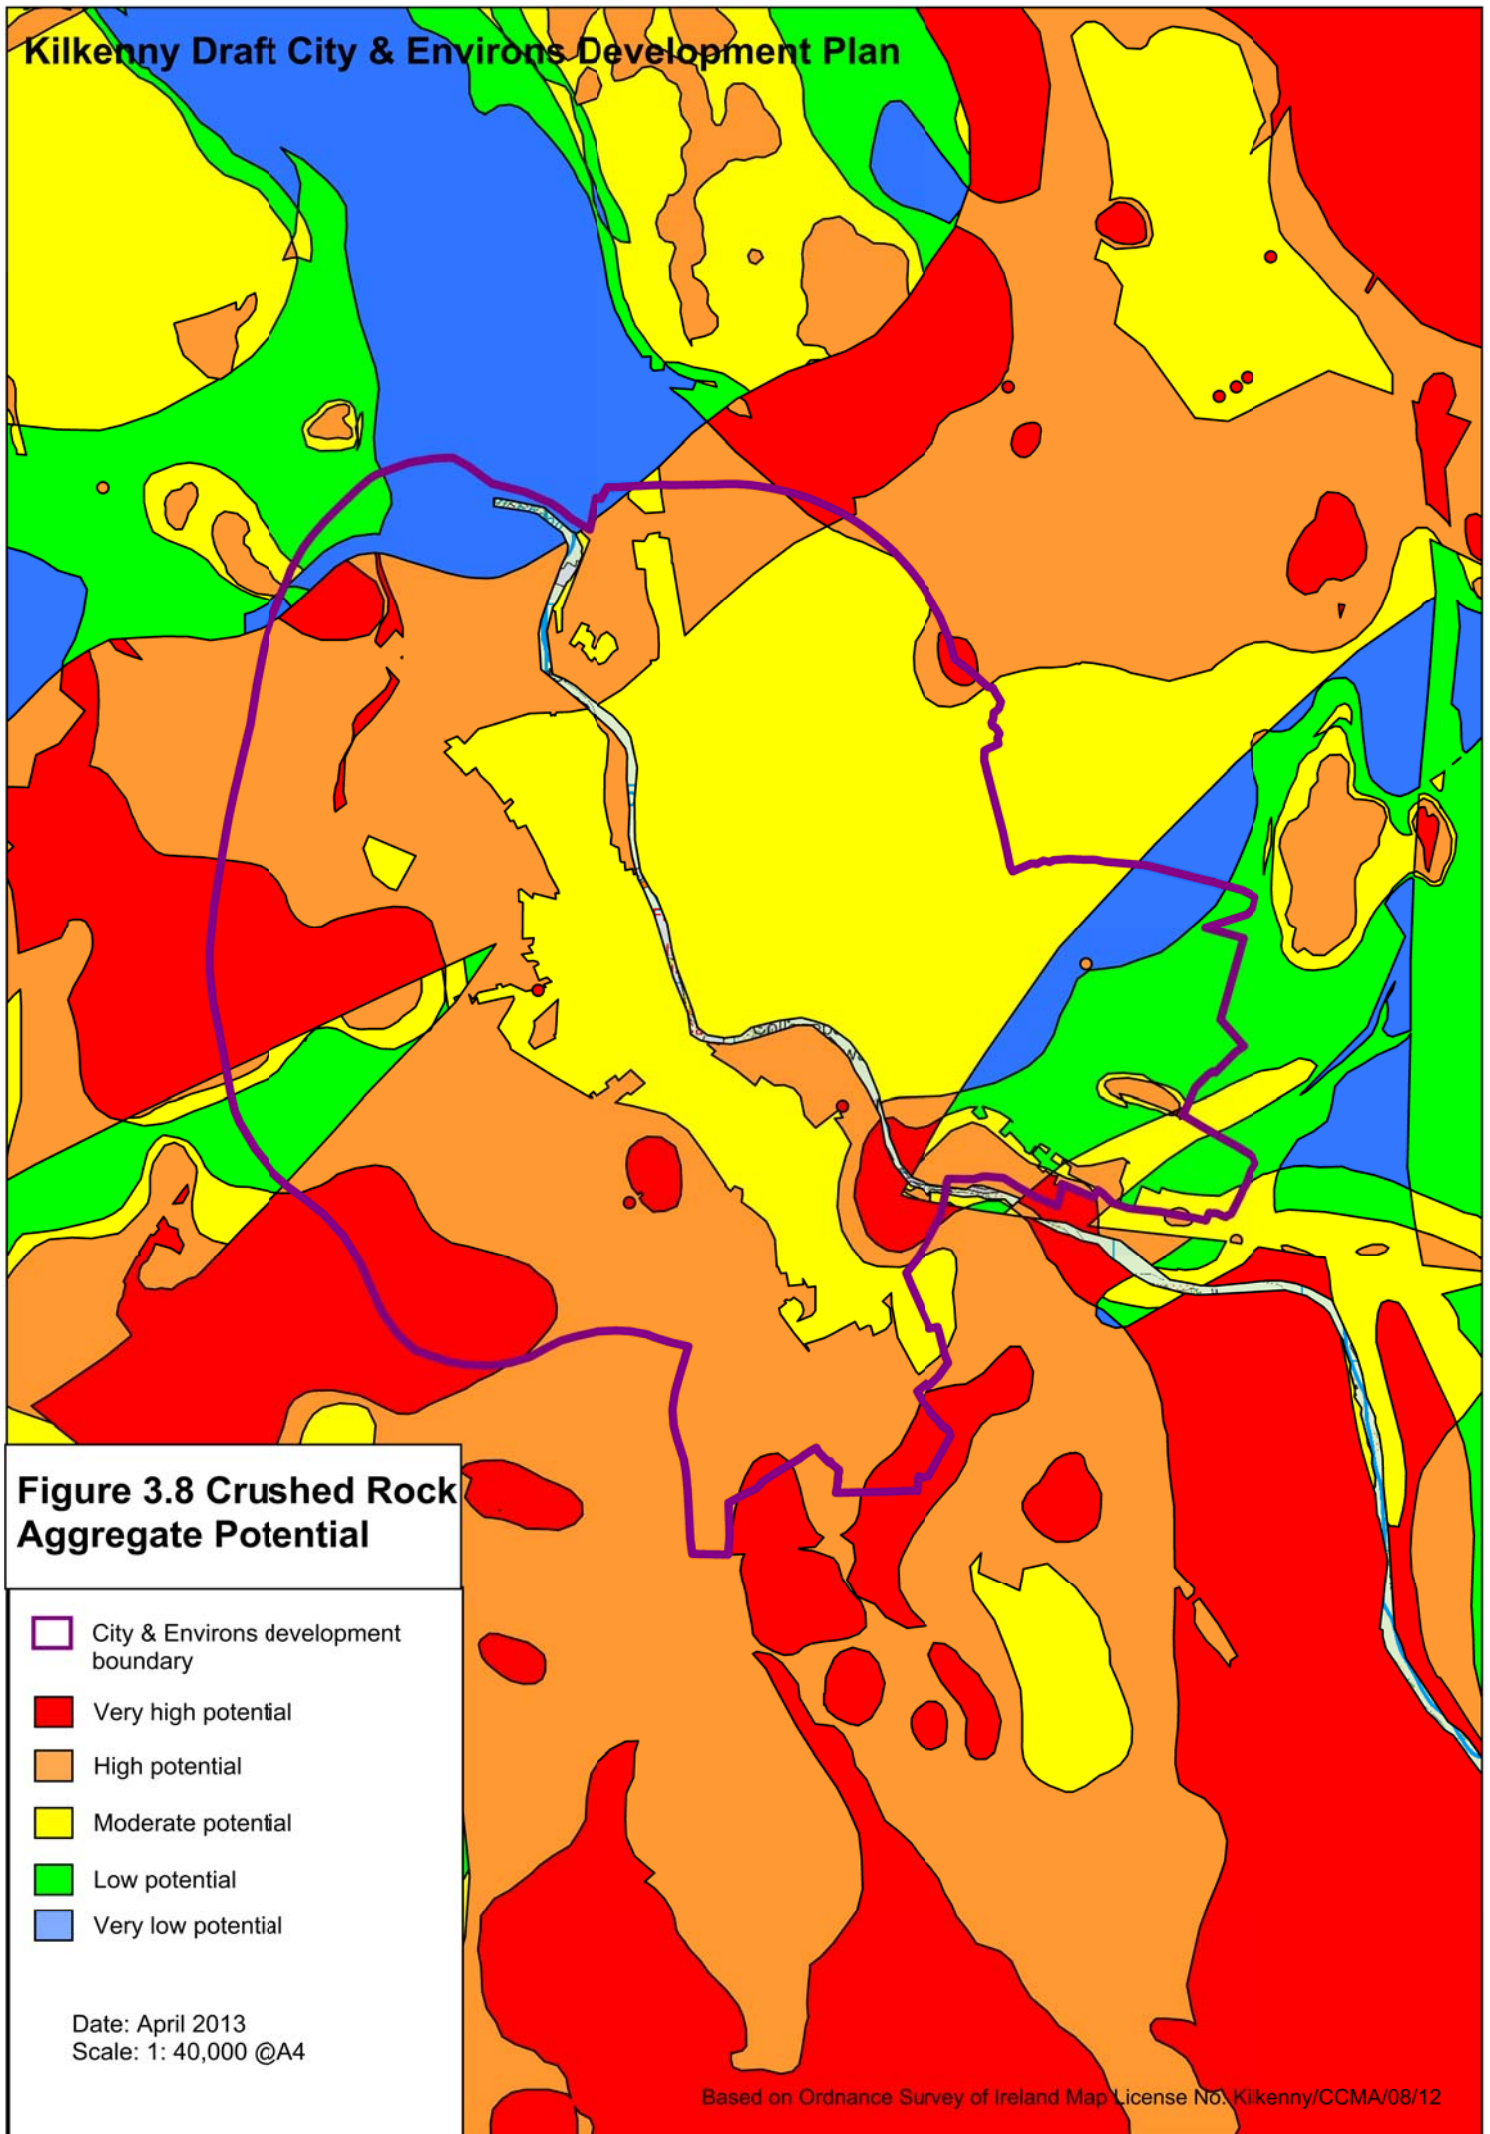 Kilkenny Draft City & Environs Development Plan
Figure 3.8 Crushed Rock
Aggregate Potential
City & Environs development
boundary
Very high potential
High potential
Moderate potential
Low potential
Very low potential
Date: April 2013
Scale: 1: 40,000 @A4
Based on Ordnance Survey of Ireland Map License No. Kilkenny/CCMA/08/12